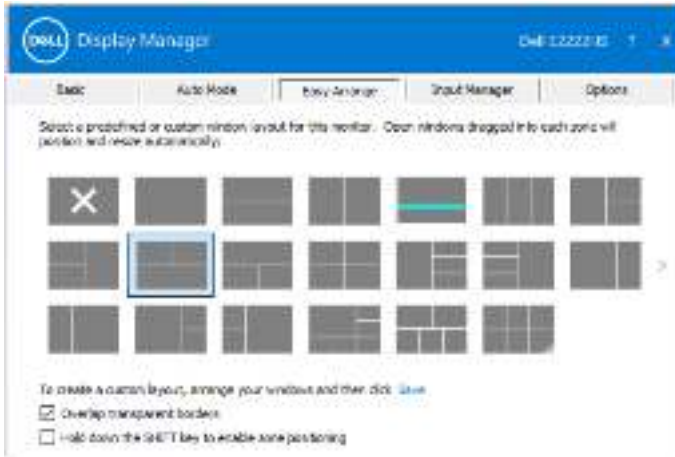 DELL Display Manager
Dell ? X
Basic Auto Mode Easy Arrange Input Manager Options
Select a predefined or custom window layout for this monitor. Open windows dragged into each zone will
position and resize automatically.
To create a custom layout, arrange your windows and then click Save
Overlap transparent borders
Hold down the SHIFT key to enable zone positioning